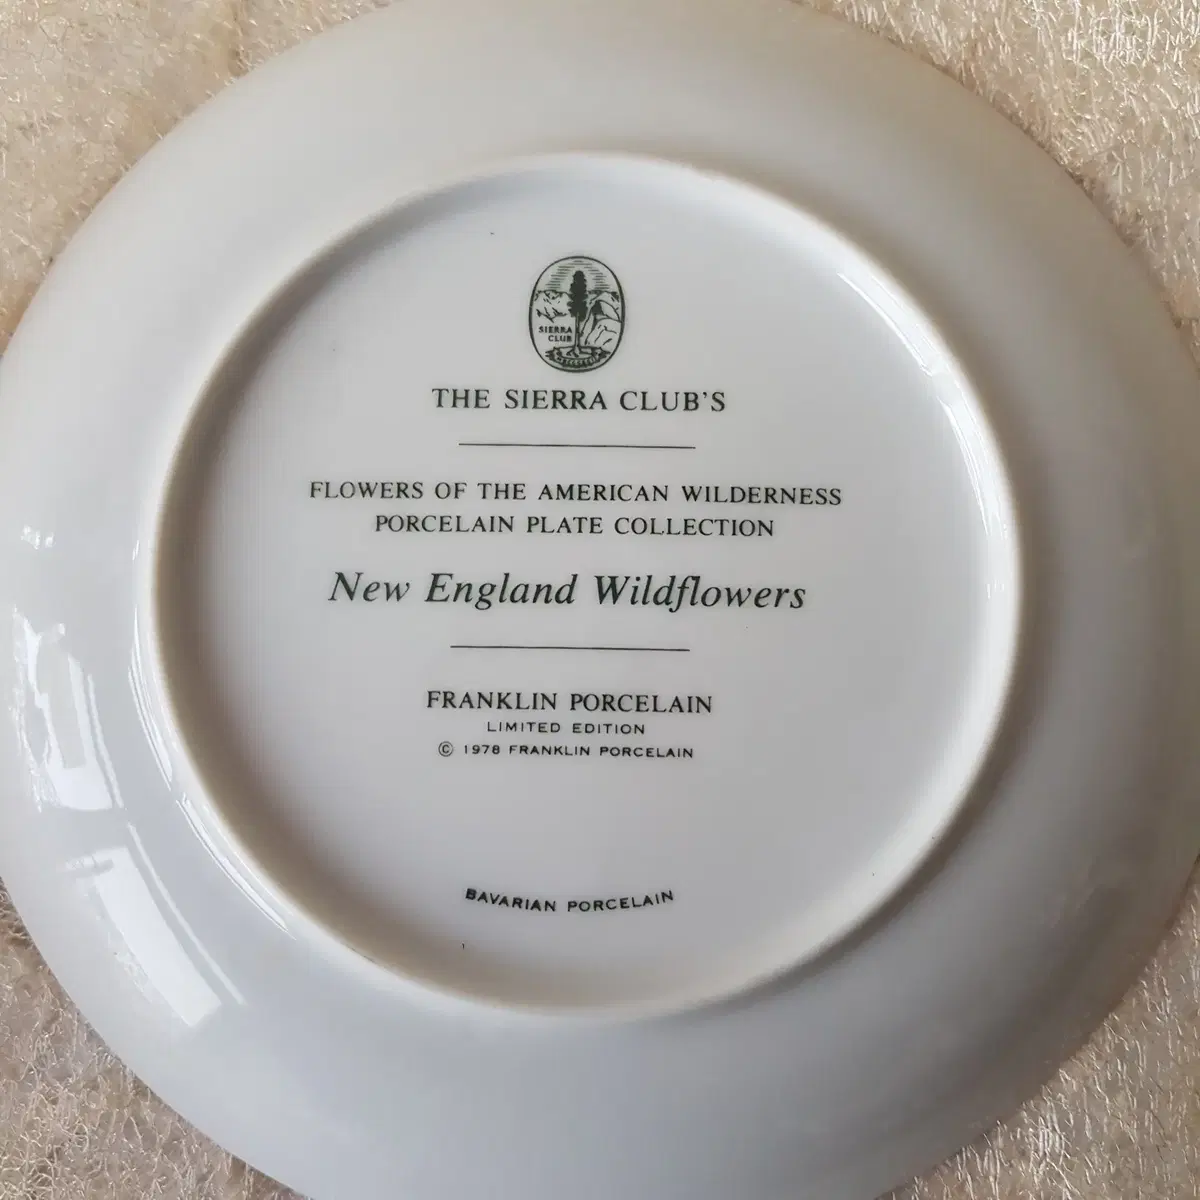 SIERRA
CLUB
THE SIERRA CLUB'S
FLOWERS OF THE AMERICAN WILDERNESS
PORCELAIN PLATE COLLECTION
New England Wildflowers
FRANKLIN PORCELAIN
LIMITED EDITION
© 1978 FRANKLIN PORCELAIN
BAVARIAN PORCELAIN